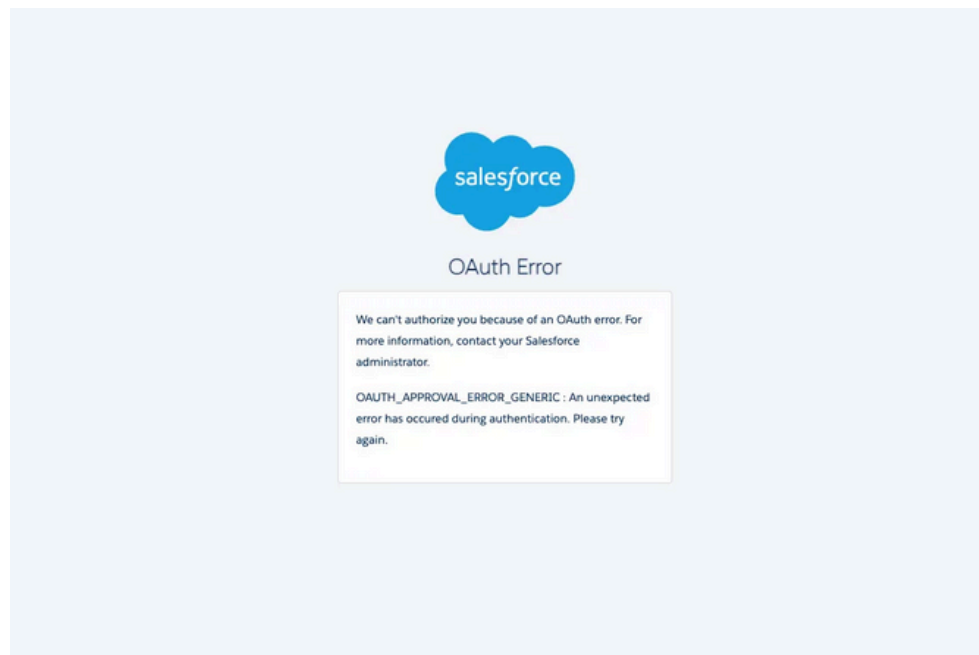 salesforce
OAuth Error
We can't authorize you because of an OAuth error. For
more information, contact your Salesforce
administrator.
OAUTH_APPROVAL_ERROR_GENERIC : An unexpected
error has occured during authentication. Please try
again.